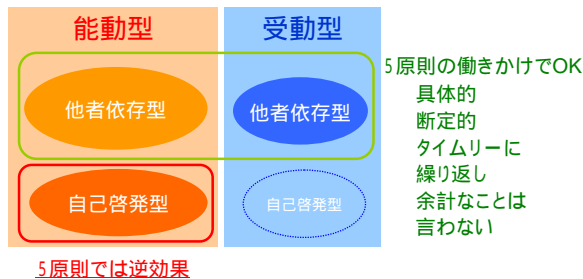 能動型
受動型
他者依存型
他者依存型
5原則の働きかけでOK
具体的
断定的
タイムリーに
繰り返し
余計なことは
言わない
自己啓発型
自己啓発型
5原則では逆効果